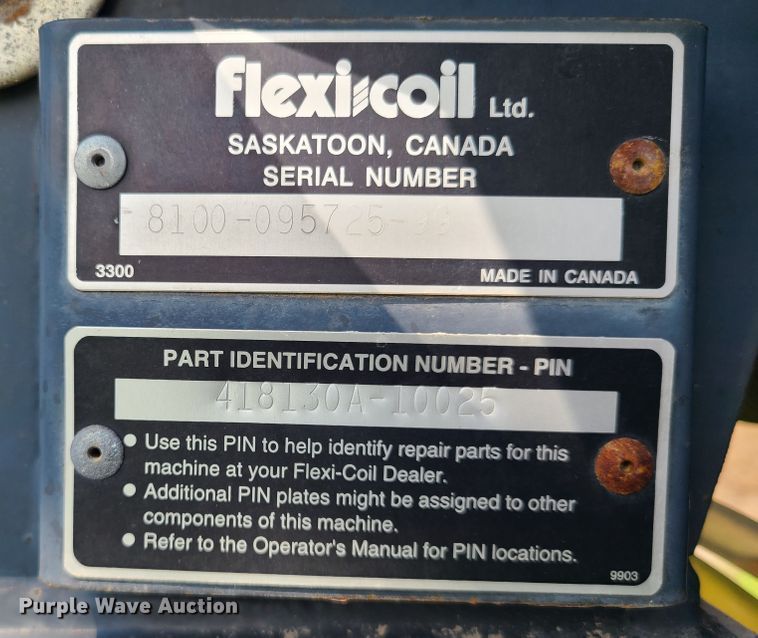 flexi-coil Ltd.
SASKATOON, CANADA
SERIAL NUMBER
8100-095725-99
3300 MADE IN CANADA
PART IDENTIFICATION NUMBER - PIN
418130A-10025
• Use this PIN to help identify repair parts for this
machine at your Flexi-Coil Dealer.
• Additional PIN plates might be assigned to other
components of this machine.
• Refer to the Operator's Manual for PIN locations.
9903
Purple Wave Auction